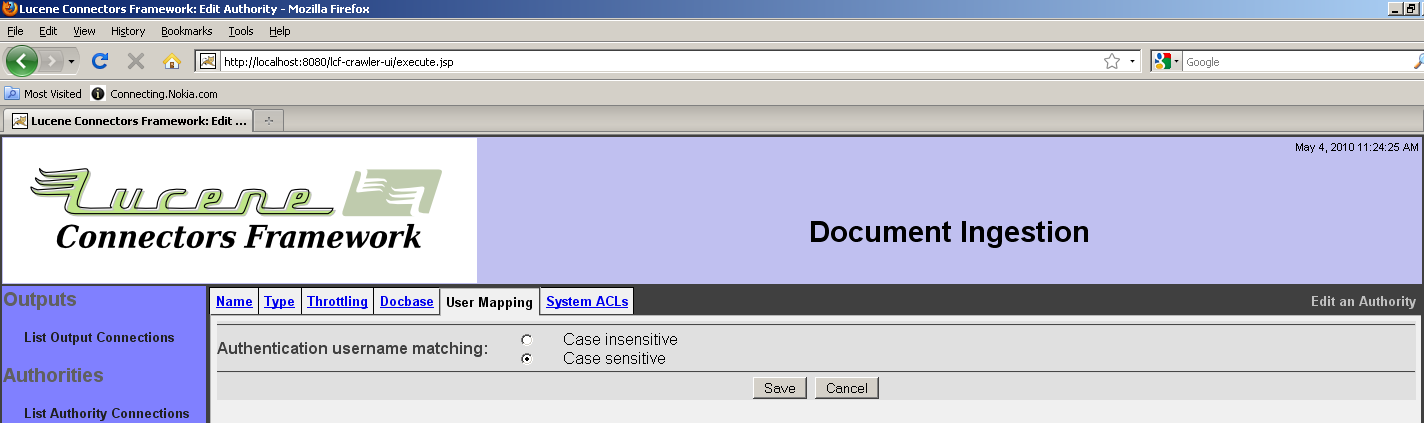 Lucene Connectors Framework: Edit Authority - Mozilla Firefox
File Edit View History Bookmarks Tools Help
http://localhost:8080/lcf-crawler-ui/execute.jsp
Google
Most Visited Connecting.Nokia.com
Lucene Connectors Framework: Edit ...
May 4, 2010 11:24:25 AM
Lucene
Connectors Framework
Document Ingestion
Outputs
List Output Connections
Authorities
List Authority Connections
Name Type Throttling Docbase User Mapping System ACLs Edit an Authority
Authentication username matching:
Case insensitive
Case sensitive
Save Cancel